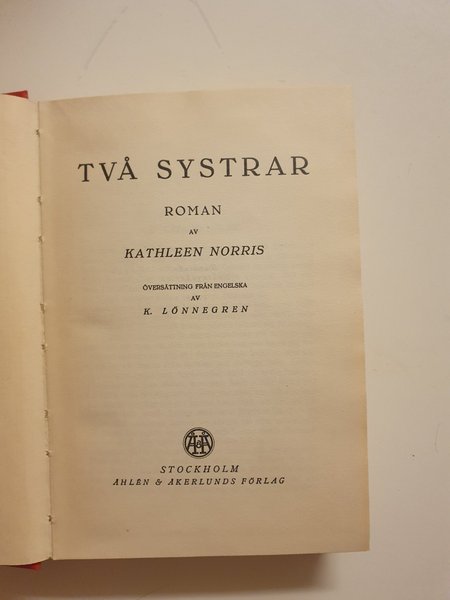 TVÅ SYSTRAR
ROMAN
AV
KATHLEEN NORRIS
ÖVERSÄTTNING FRÅN ENGELSKA
AV
K. LÖNNEGREN
Å&Å
STOCKHOLM
ÅHLÉN & ÅKERLUNDS FÖRLAG